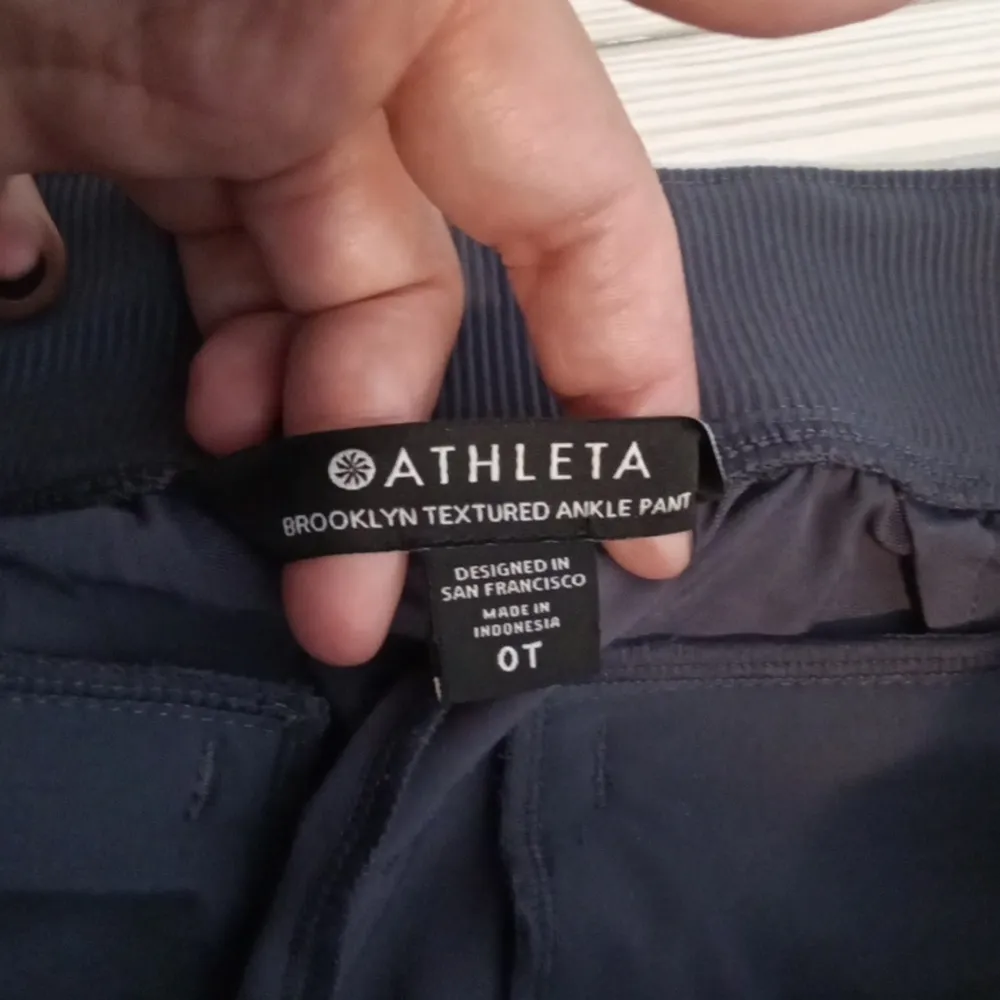 ATHLETA
BROOKLYN TEXTURED ANKLE PANT
DESIGNED IN
SAN FRANCISCO
MADE IN
INDONESIA
0T